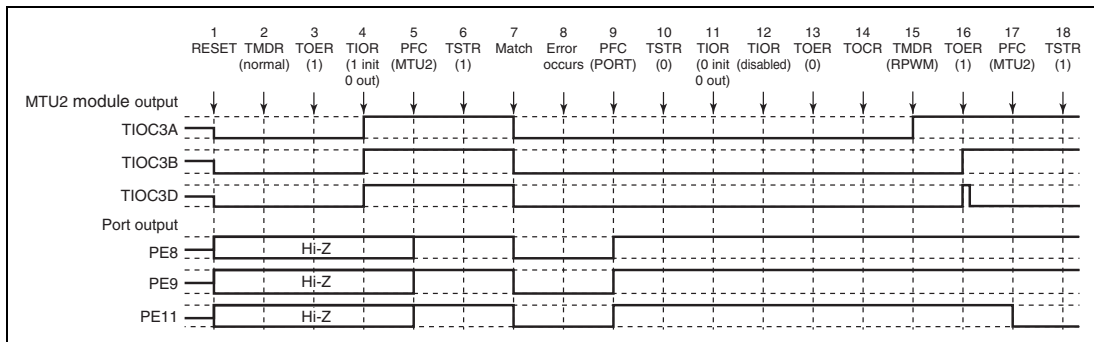 1 2 3 4 5 6 7 8 9 10 11 12 13 14 15 16 17 18
RESET TMDR TOER TIOR PFC TSTR Match Error PFC TSTR TIOR TIOR TOER TOCR TMDR TOER PFC TSTR
(normal) (1) (1 init (MTU2) (1) occurs (PORT) (0) (0 init (disabled) (0) (RPWM) (1) (MTU2) (1)
0 out) 0 out)
MTU2 module output
TIOC3A
TIOC3B
TIOC3D
Port output
PE8 Hi-Z
PE9 Hi-Z
PE11 Hi-Z